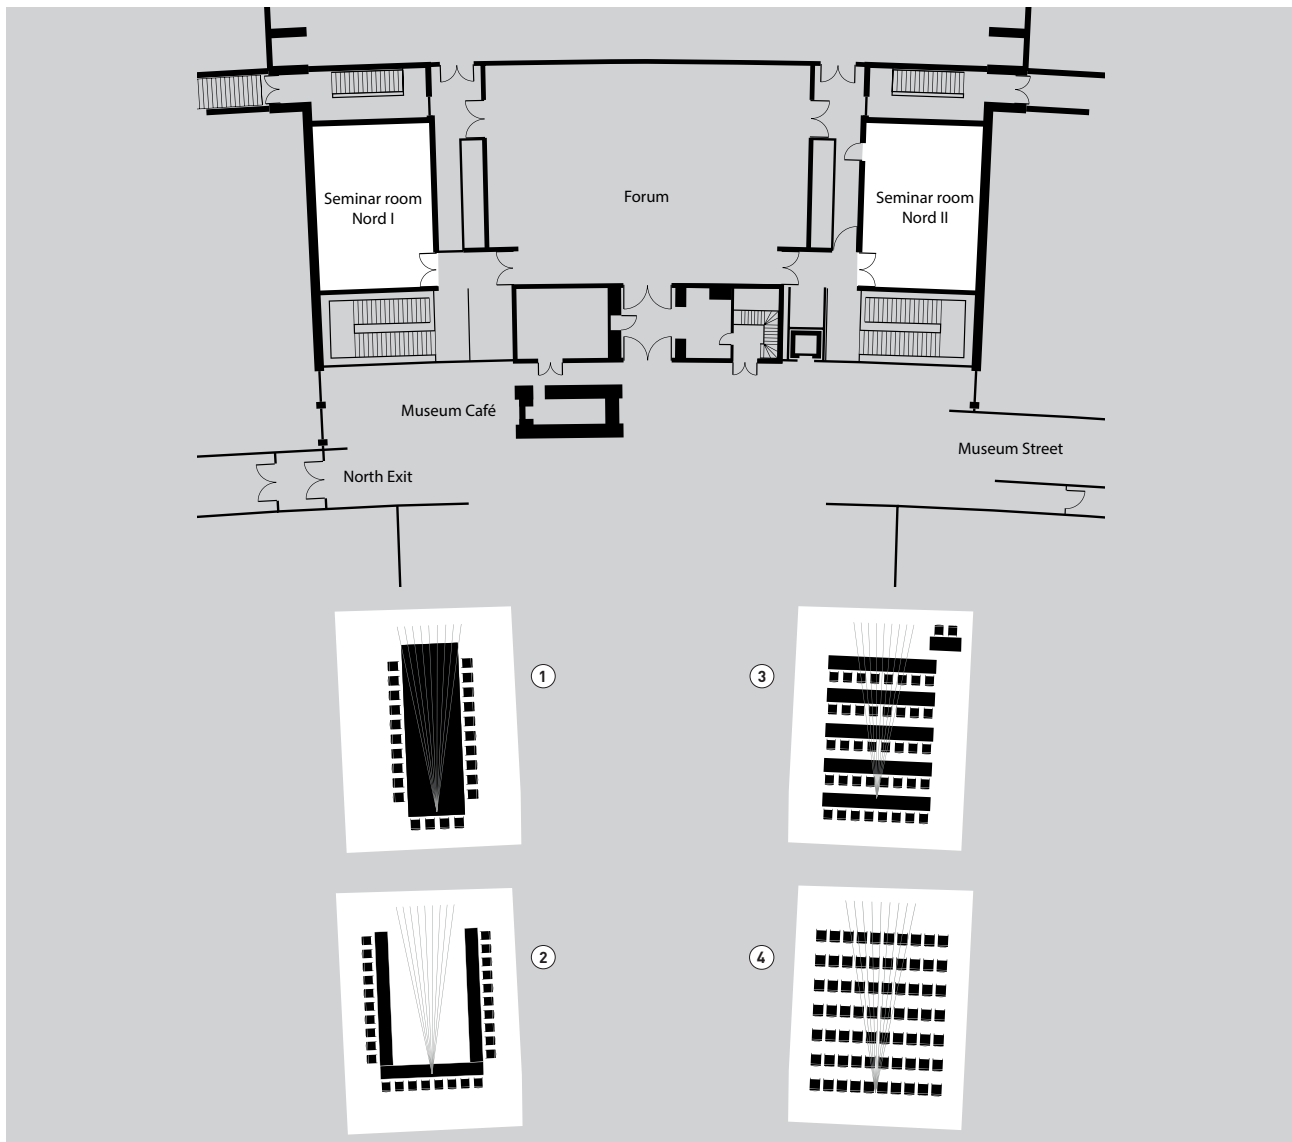 Seminar room
Nord I
Forum
Seminar room
Nord II
Museum Café
Museum Street
North Exit
1
3
2
4